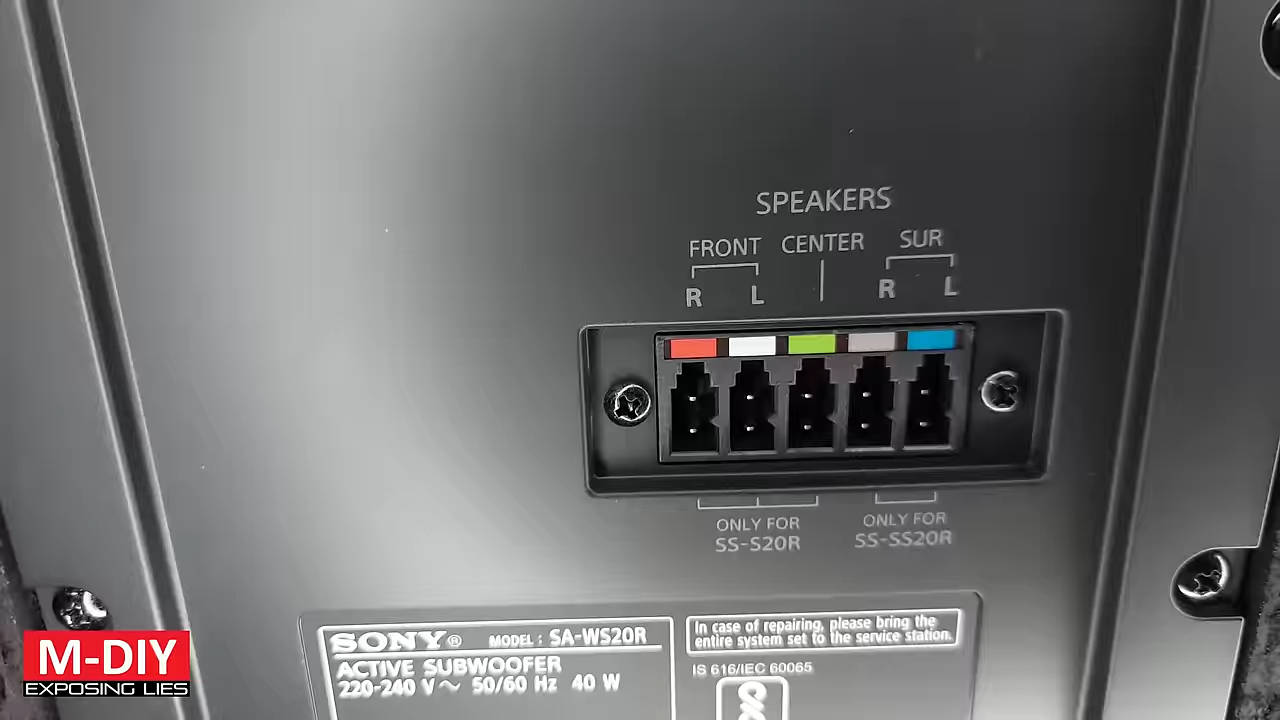 SPEAKERS
FRONT CENTER SUR
R L R L
ONLY FOR
SS-S20R
ONLY FOR
SS-SS20R
SONY® MODEL : SA-WS20R
ACTIVE SUBWOOFER
220-240 V~ 50/60 Hz 40 W
In case of repairing, please bring the
entire system set to the service station.
IS 616/IEC 60065
M-DIY
EXPOSING LIES